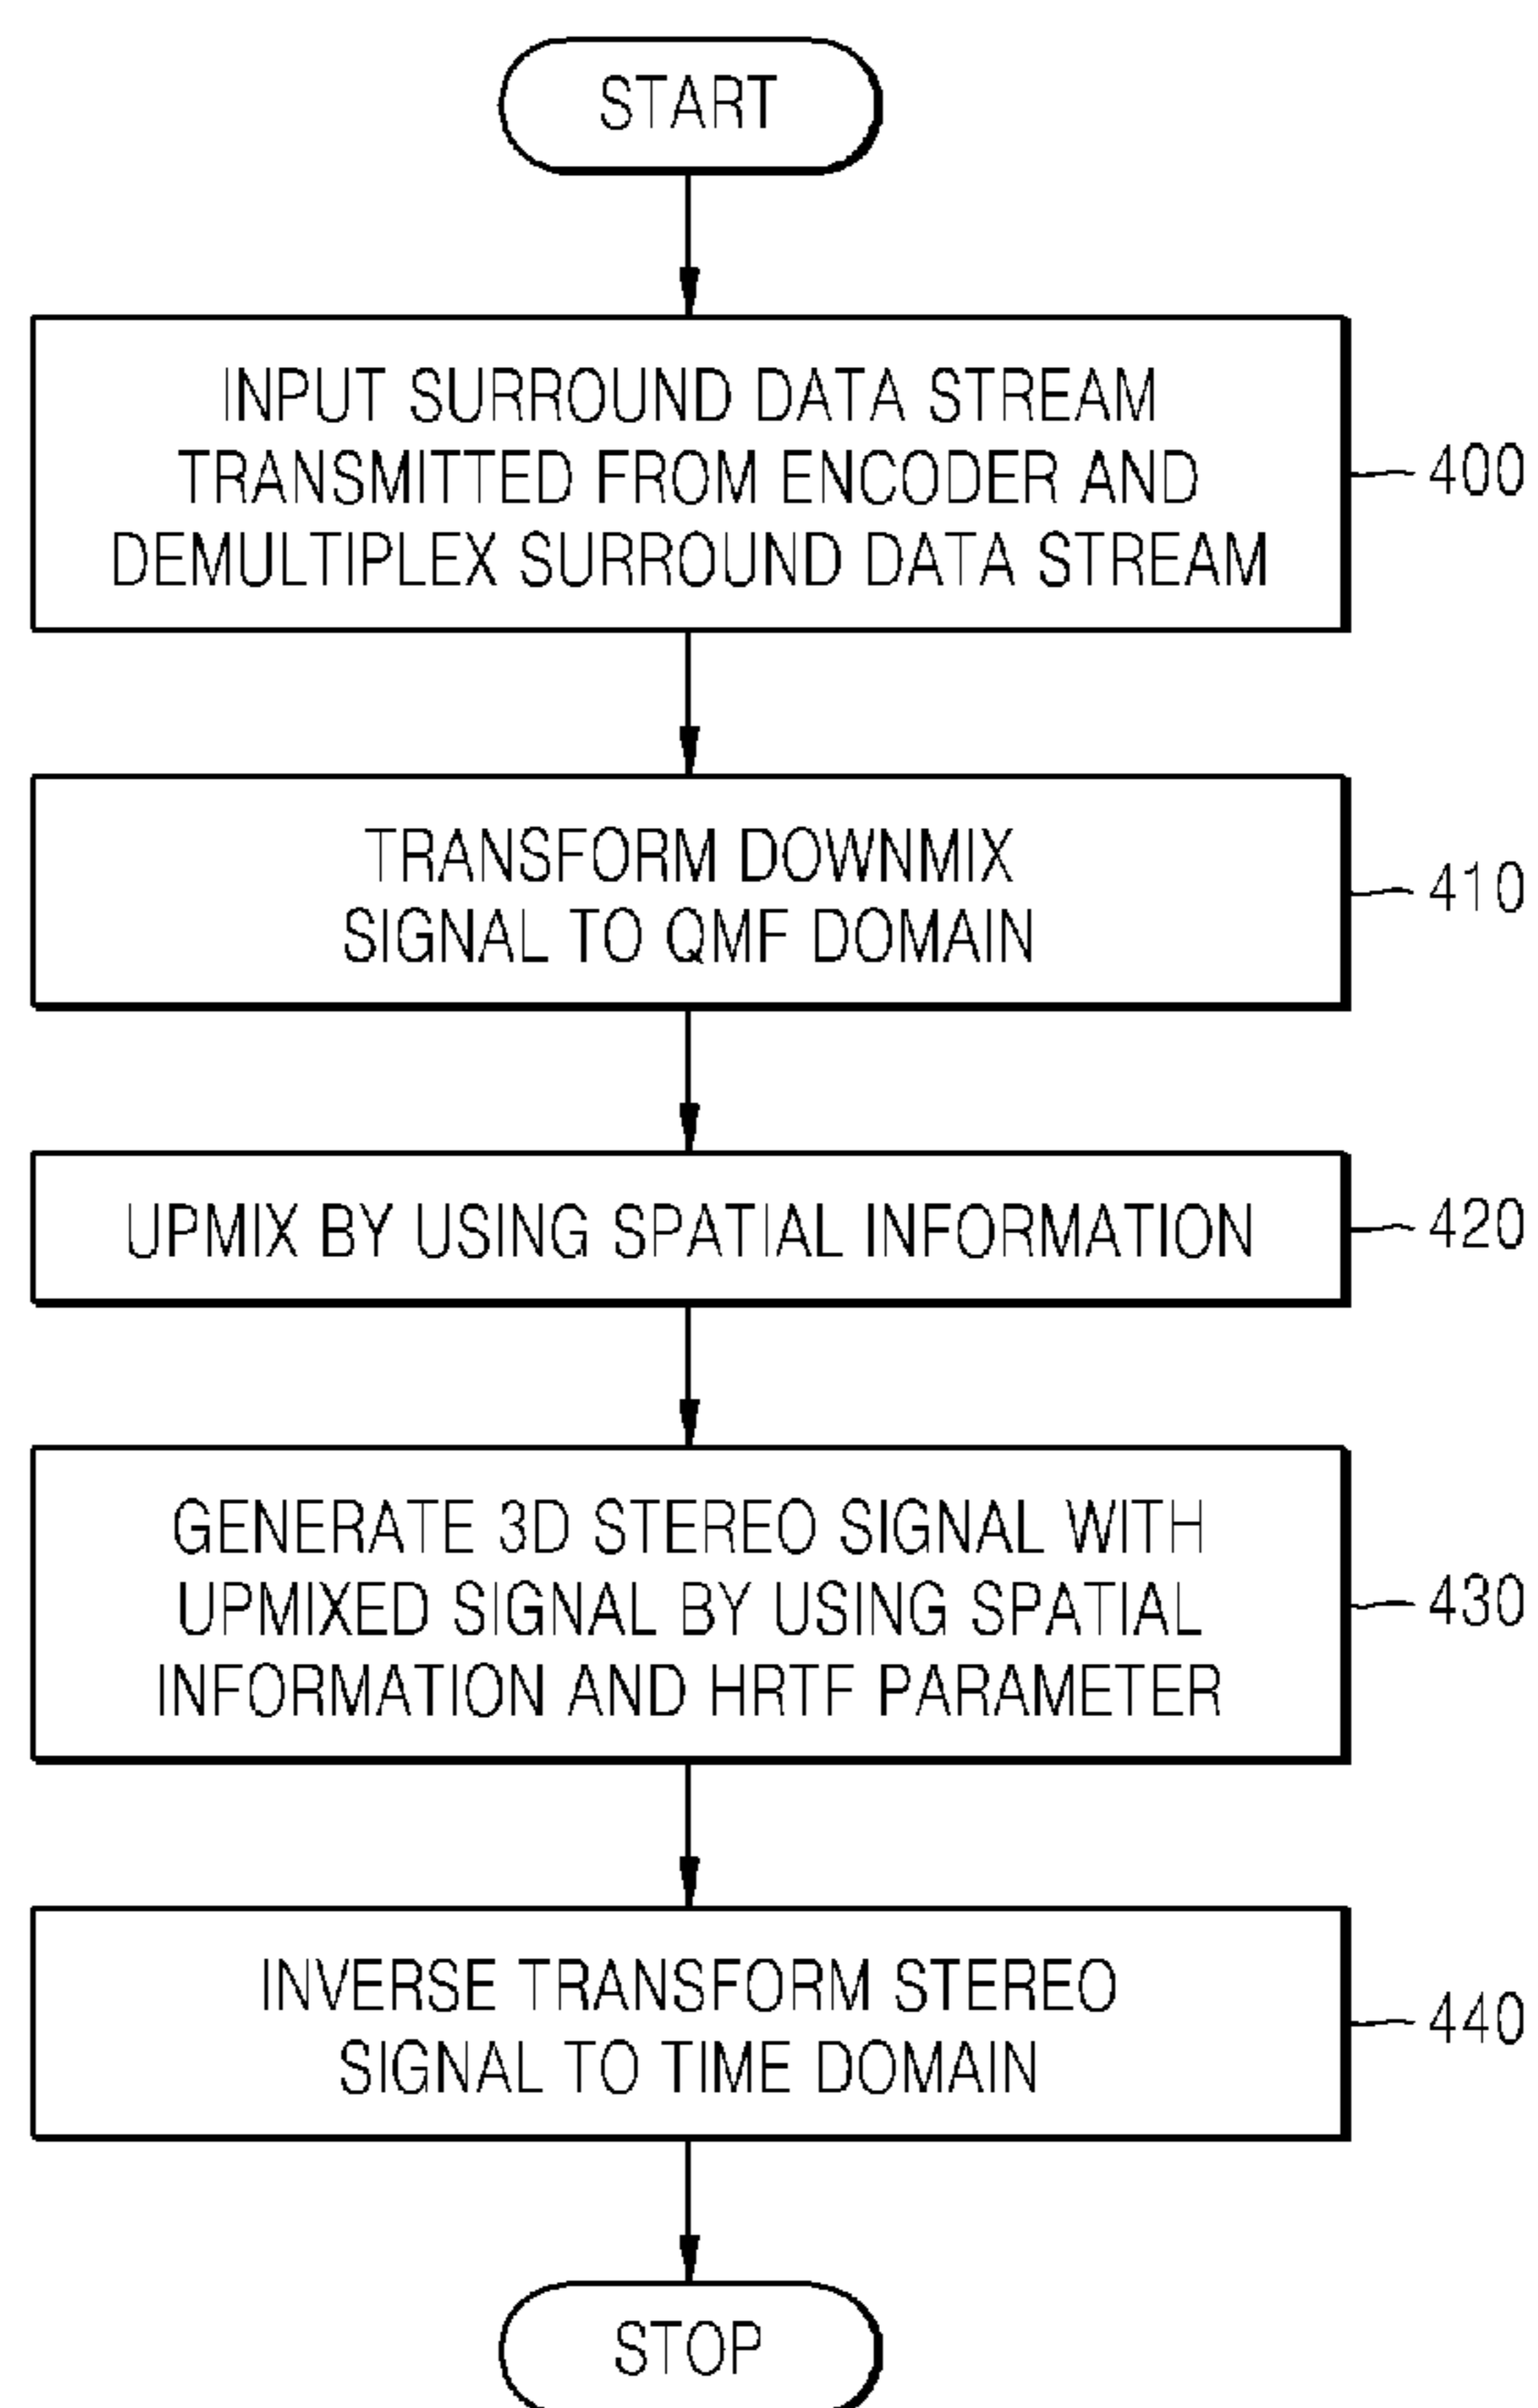 START
INPUT SURROUND DATA STREAM
TRANSMITTED FROM ENCODER AND
DEMULTIPLEX SURROUND DATA STREAM
400
TRANSFORM DOWNMIX
SIGNAL TO QMF DOMAIN
410
UPMIX BY USING SPATIAL INFORMATION
420
GENERATE 3D STEREO SIGNAL WITH
UPMIXED SIGNAL BY USING SPATIAL
INFORMATION AND HRTF PARAMETER
430
INVERSE TRANSFORM STEREO
SIGNAL TO TIME DOMAIN
440
STOP